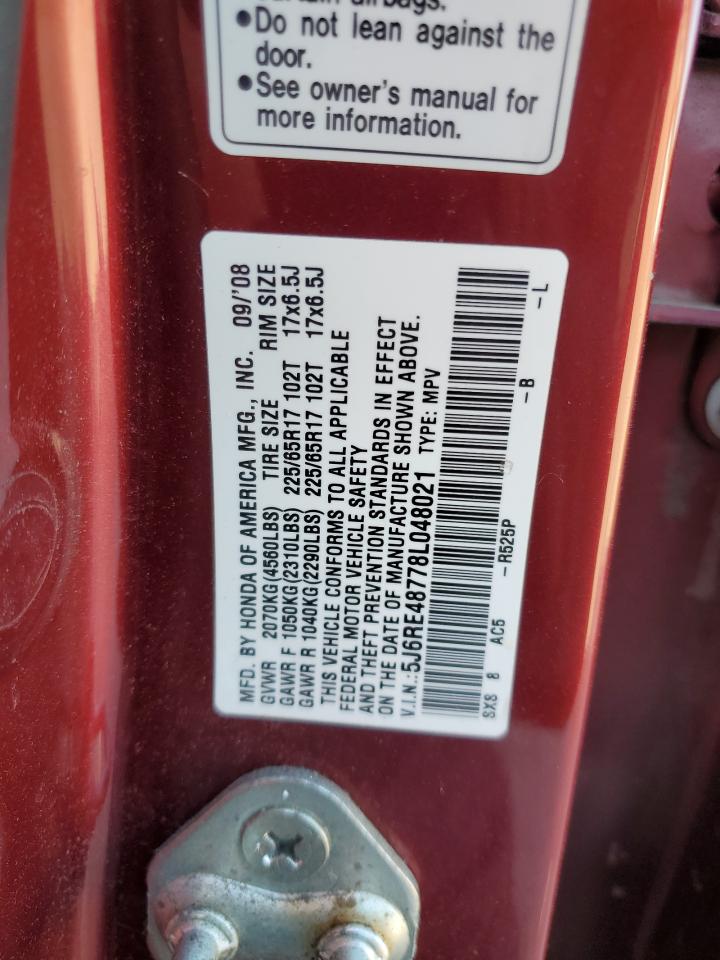 curtain airbags.
•Do not lean against the
door.
•See owner's manual for
more information.
MFD. BY HONDA OF AMERICA MFG., INC. 09/'08
GVWR 2070KG(4560LBS) TIRE SIZE RIM SIZE
GAWR F 1050KG(2310LBS) 225/65R17 102T 17x6.5J
GAWR R 1040KG(2290LBS) 225/65R17 102T 17x6.5J
THIS VEHICLE CONFORMS TO ALL APPLICABLE
FEDERAL MOTOR VEHICLE SAFETY
AND THEFT PREVENTION STANDARDS IN EFFECT
ON THE DATE OF MANUFACTURE SHOWN ABOVE.
V.I.N.:5J6RE48778L048021 TYPE: MPV
SXS 8 AC5 -R525P -B -L